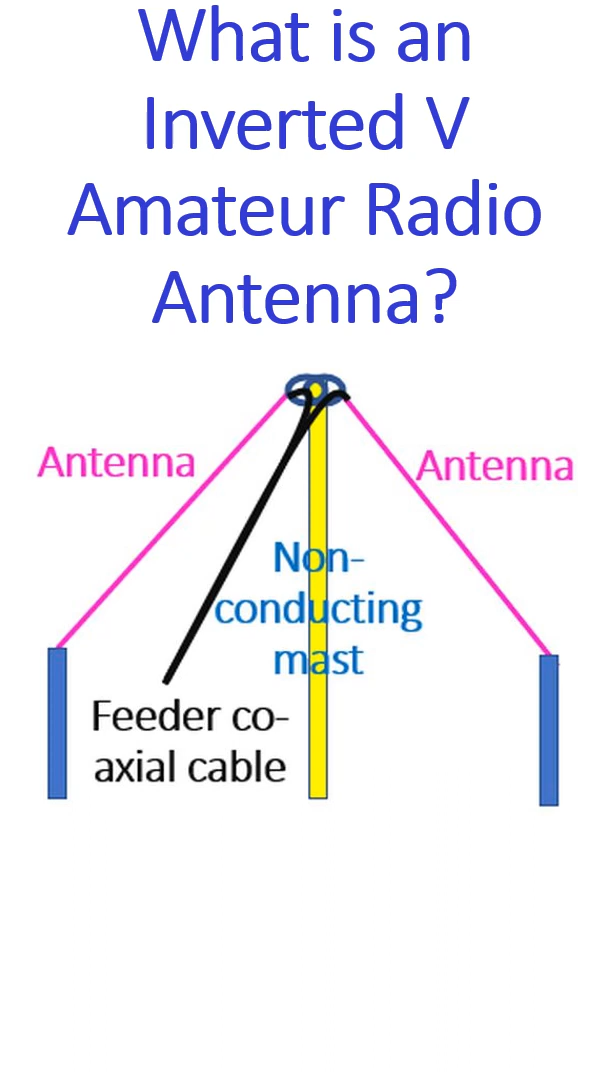 What is an
Inverted V
Amateur Radio
Antenna?
Antenna
Antenna
Non-
conducting
mast
Feeder co-
axial cable